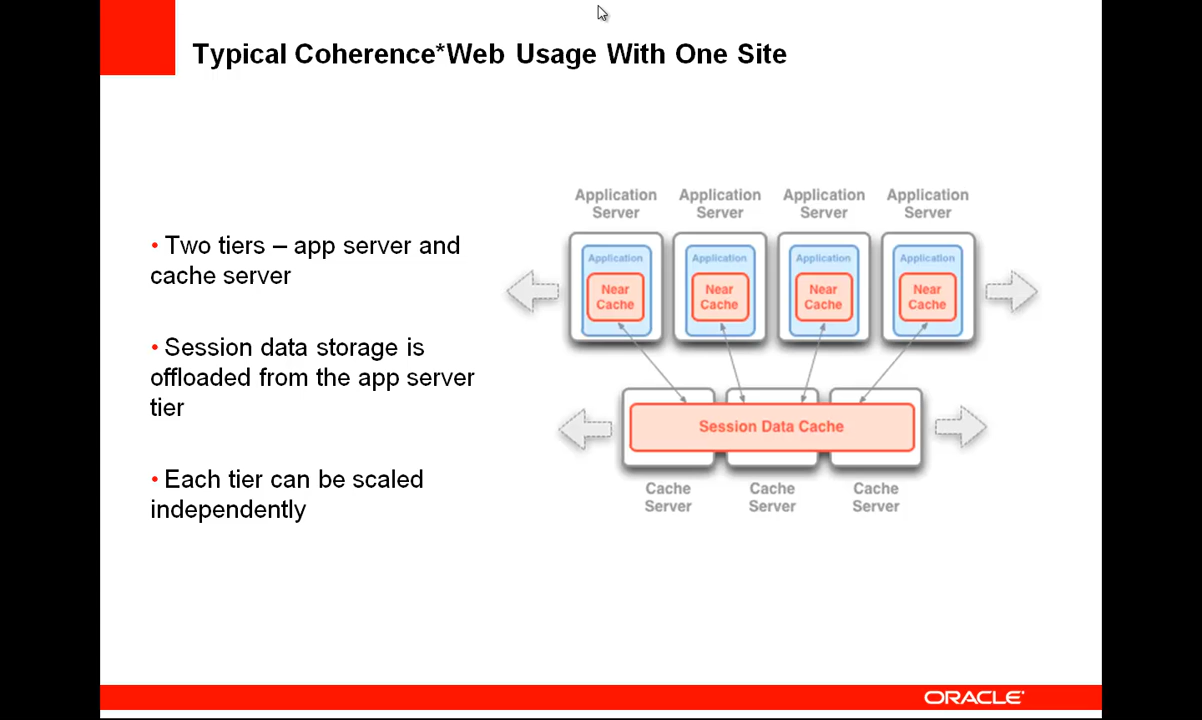 Typical Coherence*Web Usage With One Site
• Two tiers – app server and
cache server
• Session data storage is
offloaded from the app server
tier
• Each tier can be scaled
independently
Application Application Application Application
Server Server Server Server
Application Application Application Application
Near Near Near Near
Cache Cache Cache Cache
Session Data Cache
Cache Cache Cache
Server Server Server
ORACLE®